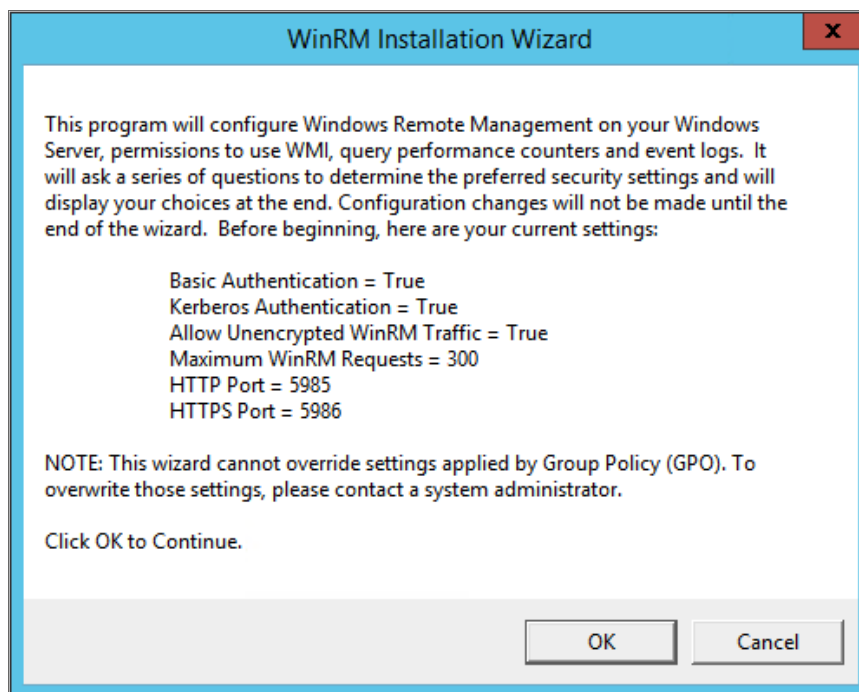 WinRM Installation Wizard
X
This program will configure Windows Remote Management on your Windows
Server, permissions to use WMI, query performance counters and event logs.  It
will ask a series of questions to determine the preferred security settings and will
display your choices at the end. Configuration changes will not be made until the
end of the wizard.  Before beginning, here are your current settings:
Basic Authentication = True
Kerberos Authentication = True
Allow Unencrypted WinRM Traffic = True
Maximum WinRM Requests = 300
HTTP Port = 5985
HTTPS Port = 5986
NOTE: This wizard cannot override settings applied by Group Policy (GPO). To
overwrite those settings, please contact a system administrator.
Click OK to Continue.
OK
Cancel